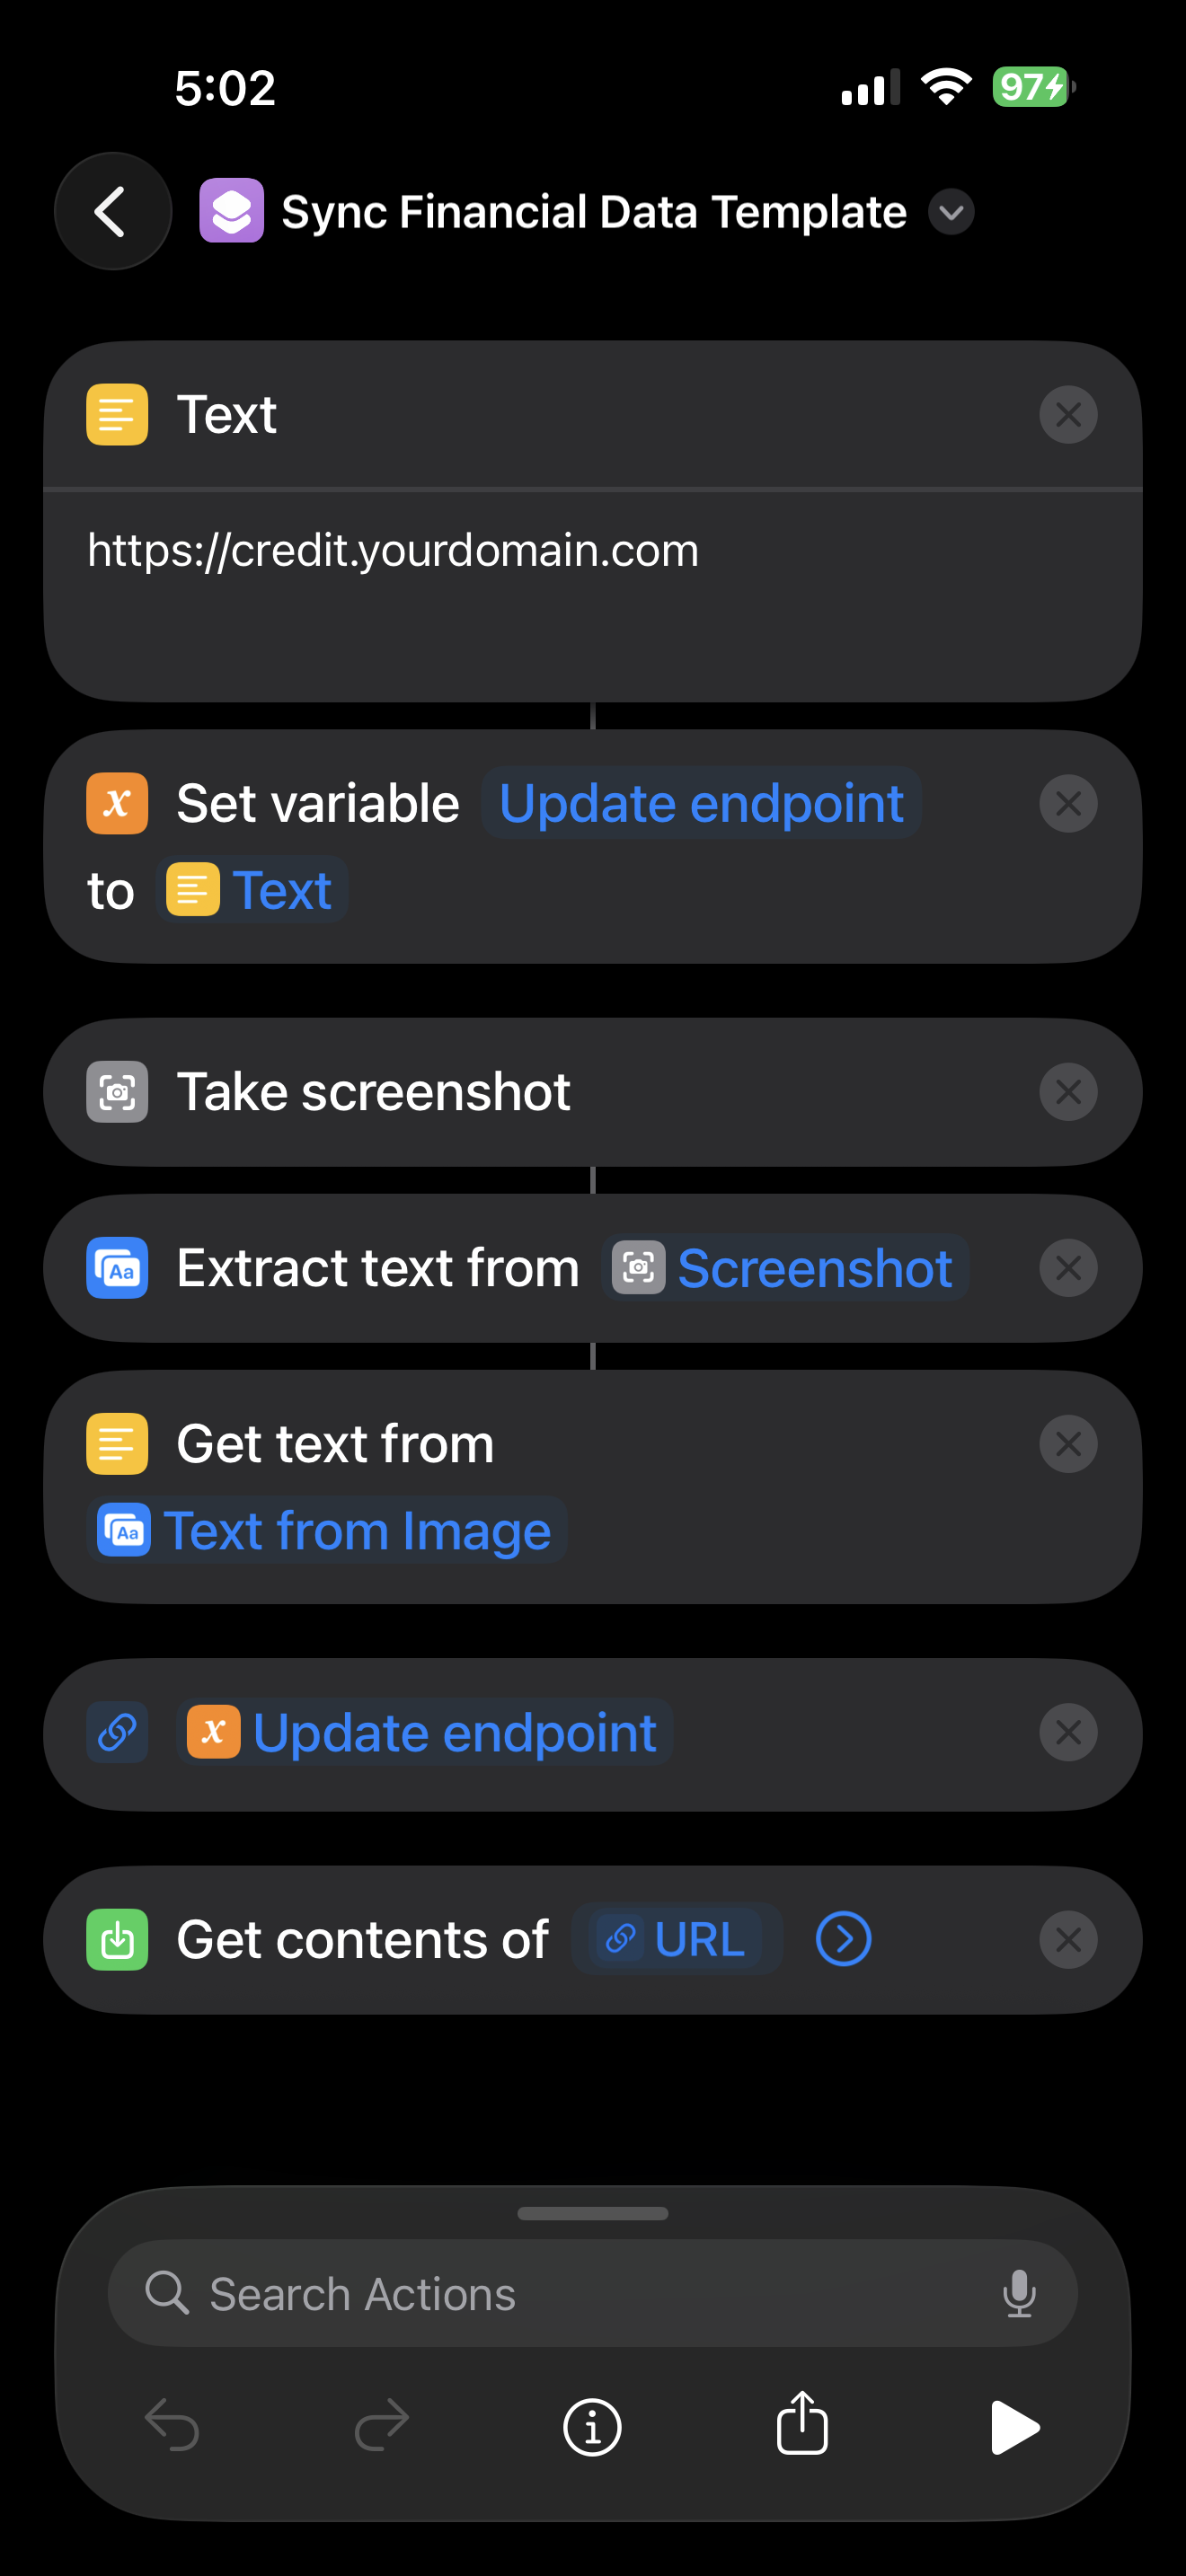 5:02
97
Sync Financial Data Template
Text
https://credit.yourdomain.com
Set variable Update endpoint
to Text
Take screenshot
Extract text from Screenshot
Get text from
Text from Image
Update endpoint
Get contents of URL
Search Actions